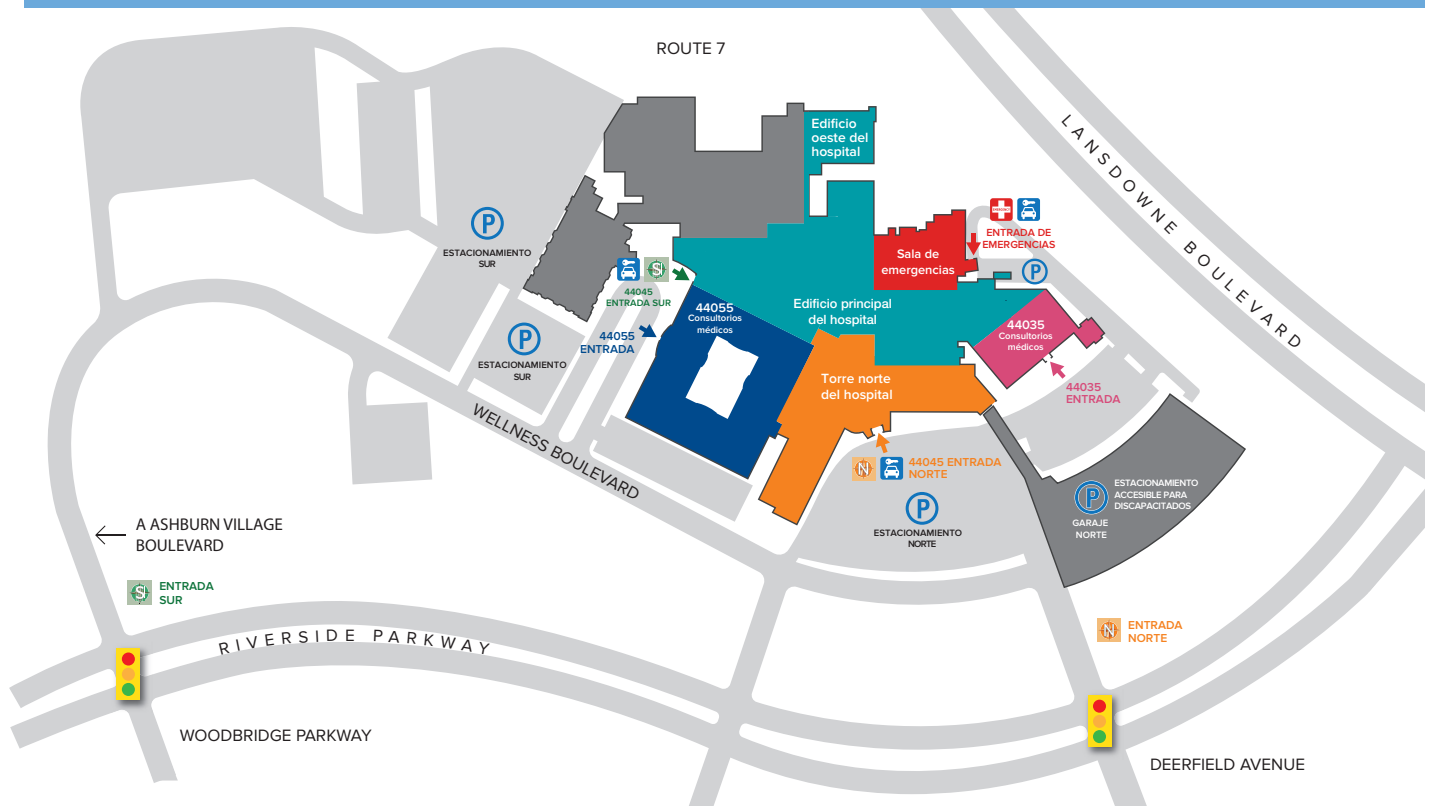 ROUTE 7
LANSDOWNE BOULEVARD
Edificio
oeste del
hospital
P
ESTACIONAMIENTO
SUR
EMERGENCY
ENTRADA DE
EMERGENCIAS
Sala de
emergencias
P
S
44045
ENTRADA SUR
44055
Consultorios
médicos
Edificio principal
del hospital
44035
Consultorios
médicos
44055
ENTRADA
P
ESTACIONAMIENTO
SUR
Torre norte
del hospital
44035
ENTRADA
WELLNESS BOULEVARD
N
44045 ENTRADA
NORTE
P
ESTACIONAMIENTO
NORTE
P
ESTACIONAMIENTO
ACCESIBLE PARA
DISCAPACITADOS
GARAJE
NORTE
A ASHBURN VILLAGE
BOULEVARD
S
ENTRADA
SUR
N
ENTRADA
NORTE
RIVERSIDE PARKWAY
WOODBRIDGE PARKWAY
DEERFIELD AVENUE